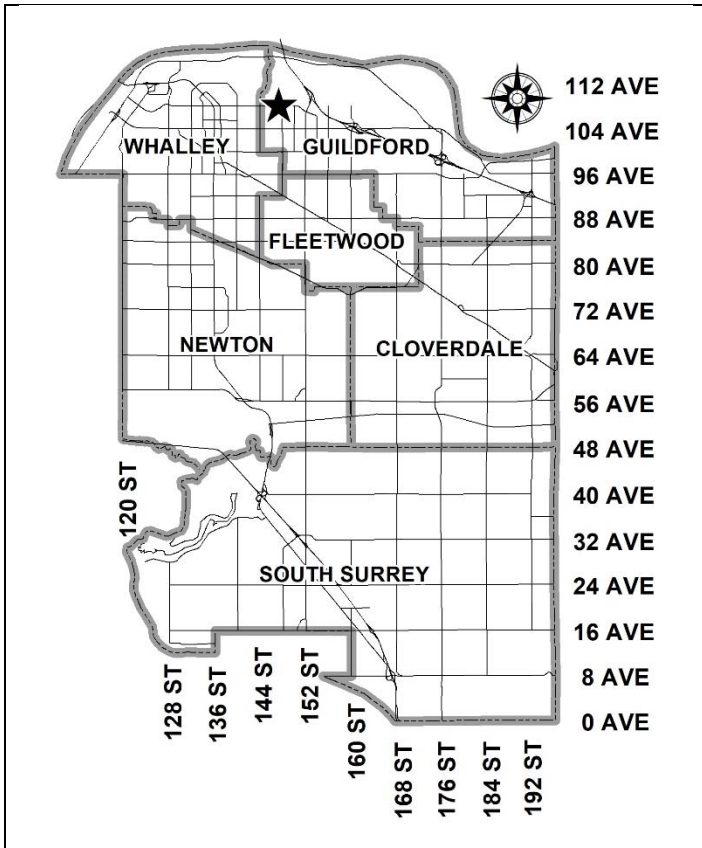 112 AVE
104 AVE
WHALLEY
GUILDFORD
96 AVE
88 AVE
FLEETWOOD
80 AVE
72 AVE
NEWTON
CLOVERDALE
64 AVE
56 AVE
48 AVE
120 ST
40 AVE
32 AVE
SOUTH SURREY
24 AVE
16 AVE
8 AVE
0 AVE
128 ST
136 ST
144 ST
152 ST
160 ST
168 ST
176 ST
184 ST
192 ST